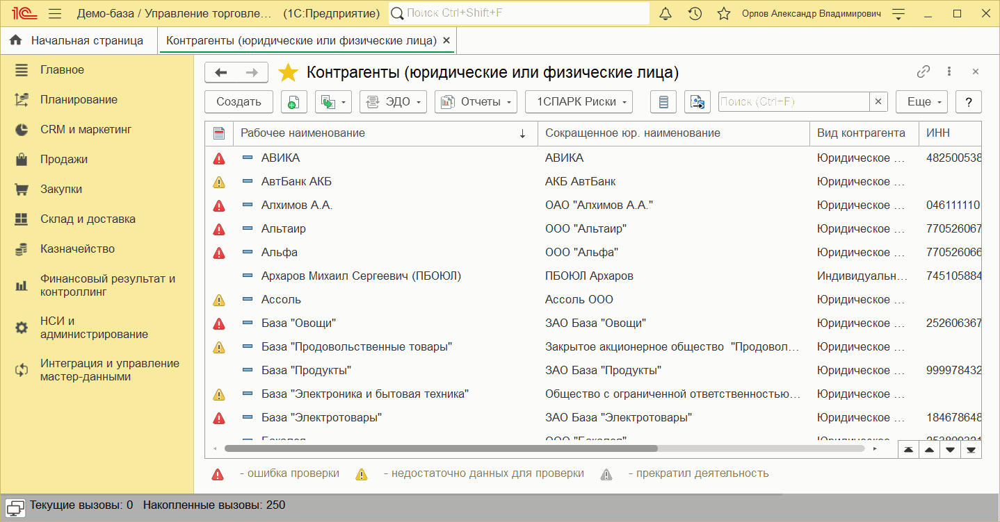 1С Демо-база / Управление торговле... (1С:Предприятие) Поиск Ctrl+Shift+F Орлов Александр Владимирович
Начальная страница Контрагенты (юридические или физические лица)
Главное
Планирование
CRM и маркетинг
Продажи
Закупки
Склад и доставка
Казначейство
Финансовый результат и
контроллинг
НСИ и
администрирование
Интеграция и управление
мастер-данными
Контрагенты (юридические или физические лица)
Создать ЭДО Отчеты 1СПАРК Риски Поиск (Ctrl+F) Еще ?
Рабочее наименование Сокращенное юр. наименование Вид контрагента ИНН
АВИКА АВИКА Юридическое ... 482500538
АвтБанк АКБ АКБ АвтБанк Юридическое ...
Алхимов А.А. ОАО "Алхимов А.А." Юридическое ... 046111110
Альтаир ООО "Альтаир" Юридическое ... 770526067
Альфа ООО "Альфа" Юридическое ... 770526066
Архаров Михаил Сергеевич (ПБОЮЛ) ПБОЮЛ Архаров Индивидуальн... 745105884
Ассоль Ассоль ООО Юридическое ...
База "Овощи" ЗАО База "Овощи" Юридическое ... 252606367
База "Продовольственные товары" Закрытое акционерное общество "Продовол... Юридическое ...
База "Продукты" ЗАО База "Продукты" Юридическое ... 999978432
База "Электроника и бытовая техника" Общество с ограниченной ответственностью... Юридическое ...
База "Электротовары" ЗАО База "Электротовары" Юридическое ... 184678648
Бакалея ООО "Бакалея" Юридическое ...
- ошибка проверки - недостаточно данных для проверки - прекратил деятельность
Текущие вызовы: 0 Накопленные вызовы: 250